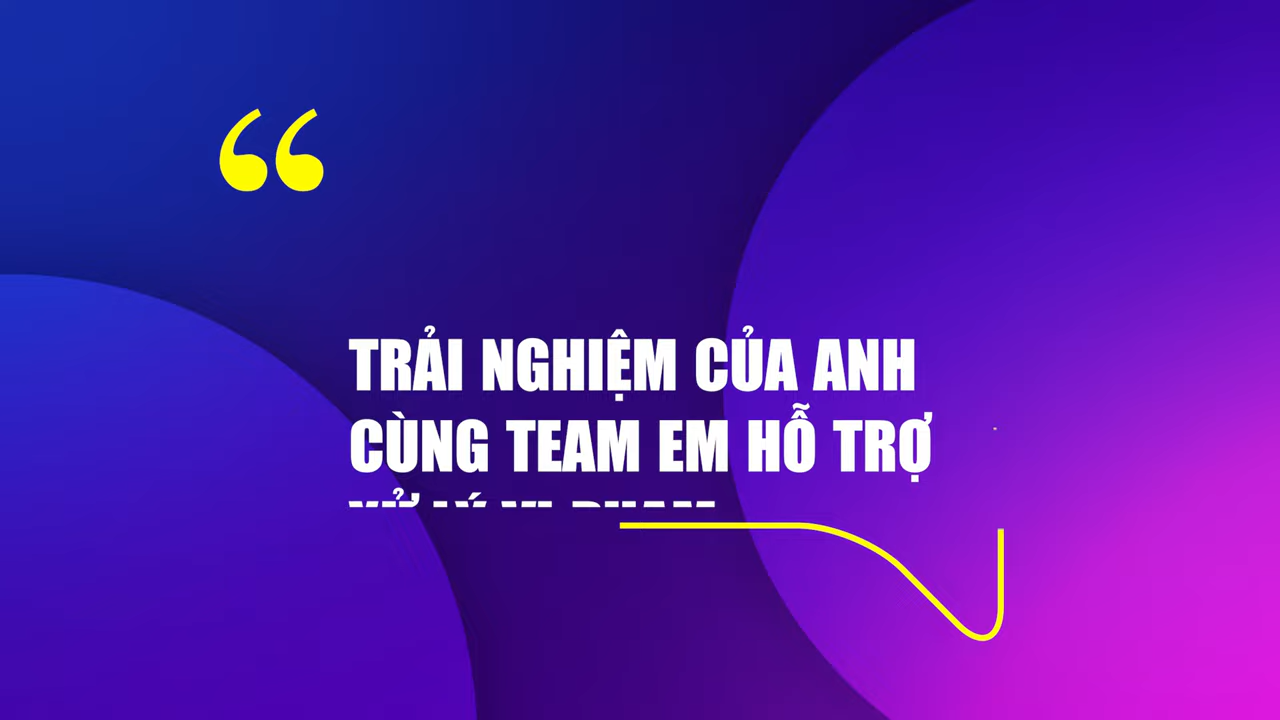 “
TRẢI NGHIỆM CỦA ANH
CÙNG TEAM EM HỖ TRỢ